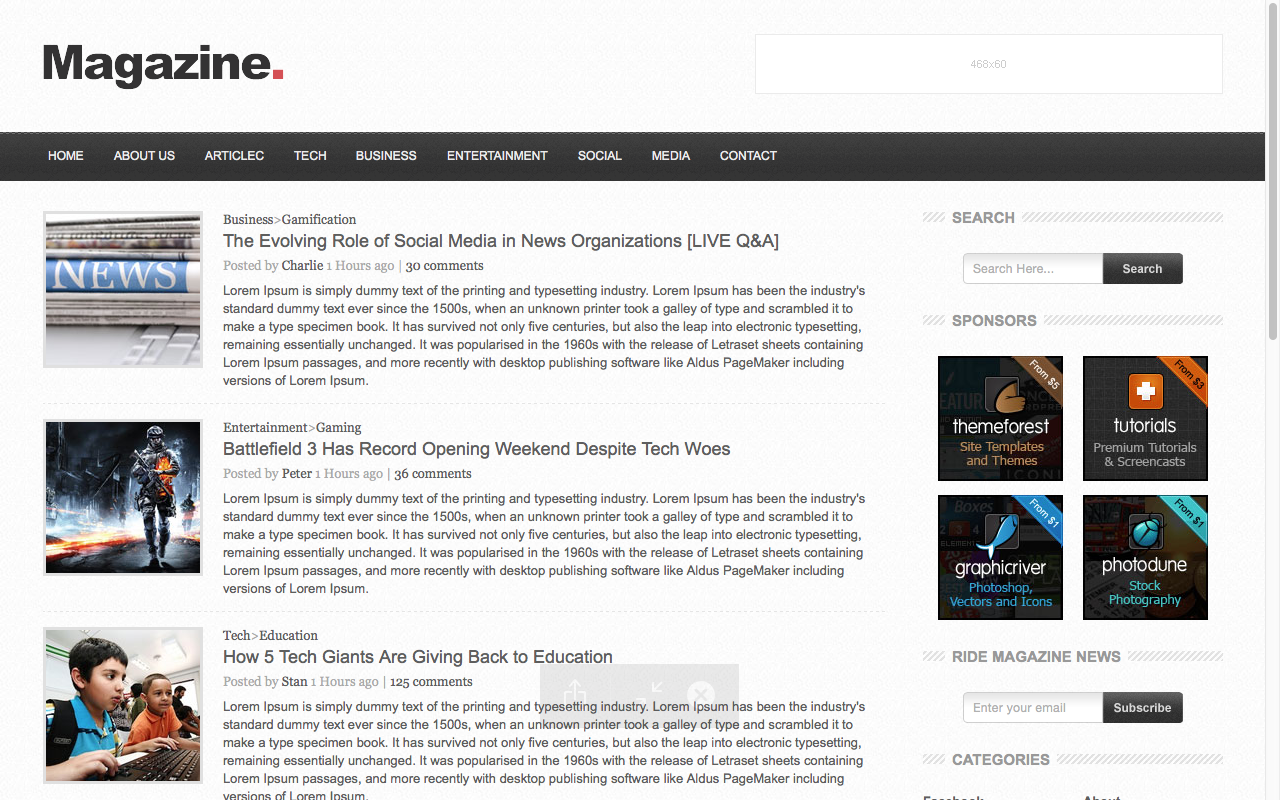 Magazine.
468x60
HOME ABOUT US ARTICLEC TECH BUSINESS ENTERTAINMENT SOCIAL MEDIA CONTACT
NEWS
Business>Gamification
The Evolving Role of Social Media in News Organizations [LIVE Q&A]
Posted by Charlie 1 Hours ago | 30 comments
Lorem Ipsum is simply dummy text of the printing and typesetting industry. Lorem Ipsum has been the industry's
standard dummy text ever since the 1500s, when an unknown printer took a galley of type and scrambled it to
make a type specimen book. It has survived not only five centuries, but also the leap into electronic typesetting,
remaining essentially unchanged. It was popularised in the 1960s with the release of Letraset sheets containing
Lorem Ipsum passages, and more recently with desktop publishing software like Aldus PageMaker including
versions of Lorem Ipsum.
Entertainment>Gaming
Battlefield 3 Has Record Opening Weekend Despite Tech Woes
Posted by Peter 1 Hours ago | 36 comments
Lorem Ipsum is simply dummy text of the printing and typesetting industry. Lorem Ipsum has been the industry's
standard dummy text ever since the 1500s, when an unknown printer took a galley of type and scrambled it to
make a type specimen book. It has survived not only five centuries, but also the leap into electronic typesetting,
remaining essentially unchanged. It was popularised in the 1960s with the release of Letraset sheets containing
Lorem Ipsum passages, and more recently with desktop publishing software like Aldus PageMaker including
versions of Lorem Ipsum.
Tech>Education
How 5 Tech Giants Are Giving Back to Education
Posted by Stan 1 Hours ago | 125 comments
Lorem Ipsum is simply dummy text of the printing and typesetting industry. Lorem Ipsum has been the industry's
standard dummy text ever since the 1500s, when an unknown printer took a galley of type and scrambled it to
make a type specimen book. It has survived not only five centuries, but also the leap into electronic typesetting,
remaining essentially unchanged. It was popularised in the 1960s with the release of Letraset sheets containing
Lorem Ipsum passages, and more recently with desktop publishing software like Aldus PageMaker including
versions of Lorem Ipsum.
SEARCH
Search Here... Search
SPONSORS
From $5
themeforest
Site Templates
and Themes
From $3
tutorials
Premium Tutorials
& Screencasts
Boxes
From $1
graphicriver
Photoshop,
Vectors and Icons
From $1
photodune
Stock
Photography
RIDE MAGAZINE NEWS
Enter your email Subscribe
CATEGORIES
Facebook About